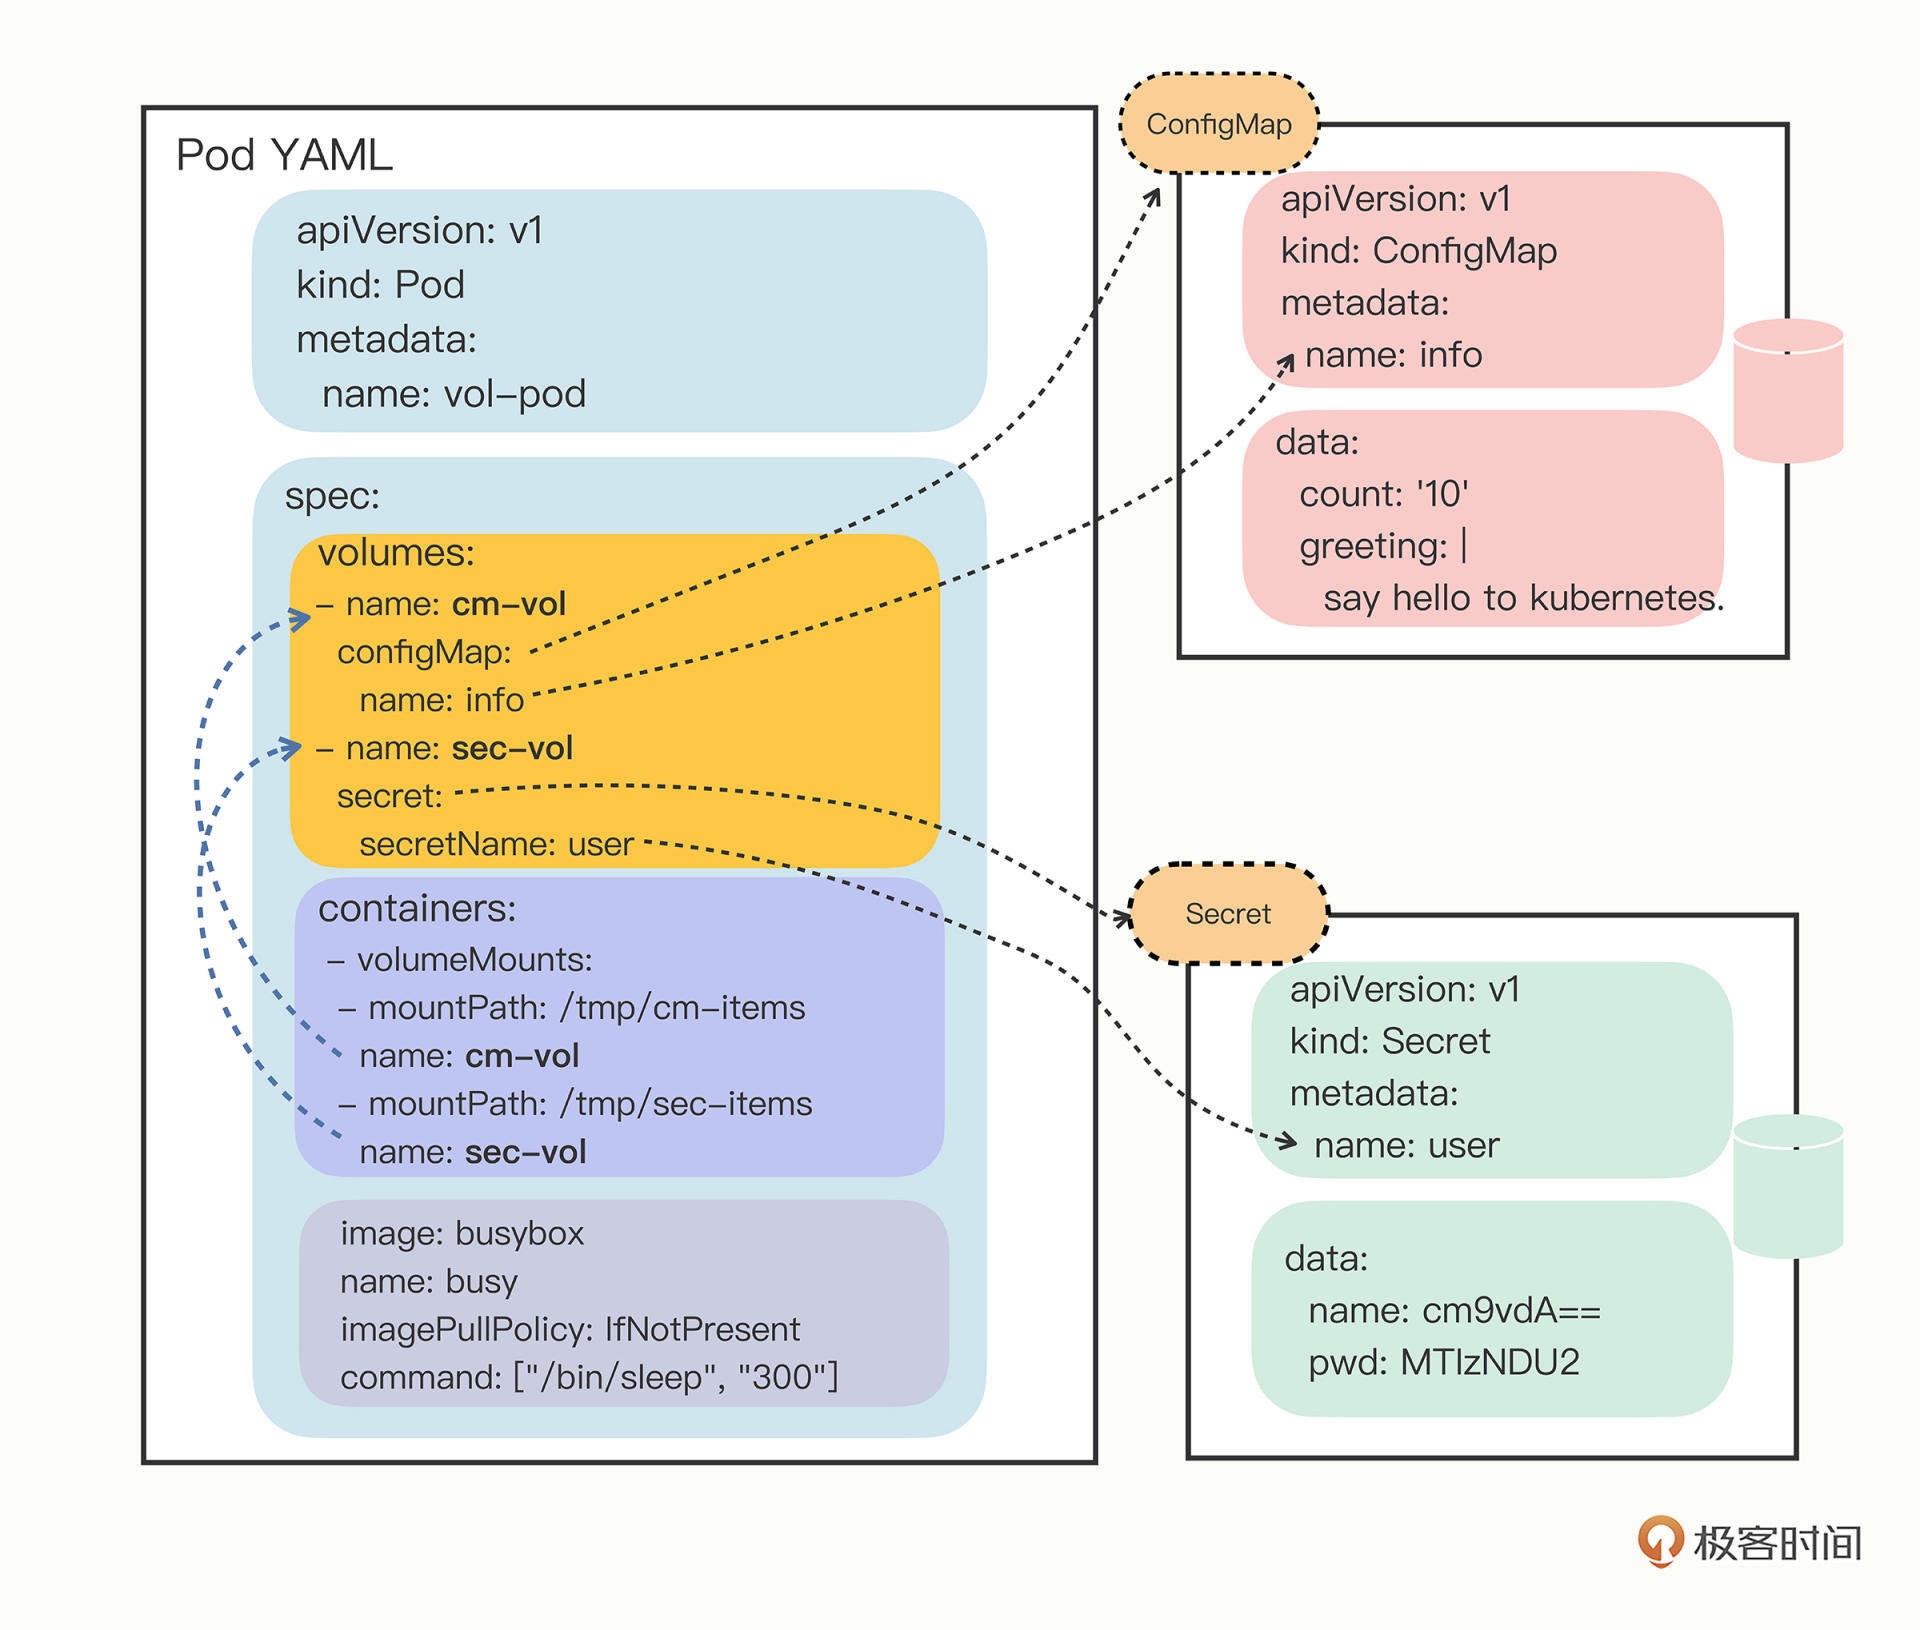 Pod YAML
apiVersion: v1
kind: Pod
metadata:
name: vol-pod
spec:
volumes:
- name: cm-vol
configMap:
name: info
- name: sec-vol
secret:
secretName: user
containers:
- volumeMounts:
- mountPath: /tmp/cm-items
name: cm-vol
- mountPath: /tmp/sec-items
name: sec-vol
image: busybox
name: busy
imagePullPolicy: IfNotPresent
command: ["/bin/sleep", "300"]
ConfigMap
apiVersion: v1
kind: ConfigMap
metadata:
name: info
data:
count: '10'
greeting: |
say hello to kubernetes.
Secret
apiVersion: v1
kind: Secret
metadata:
name: user
data:
name: cm9vdA==
pwd: MTIzNDU2
极客时间